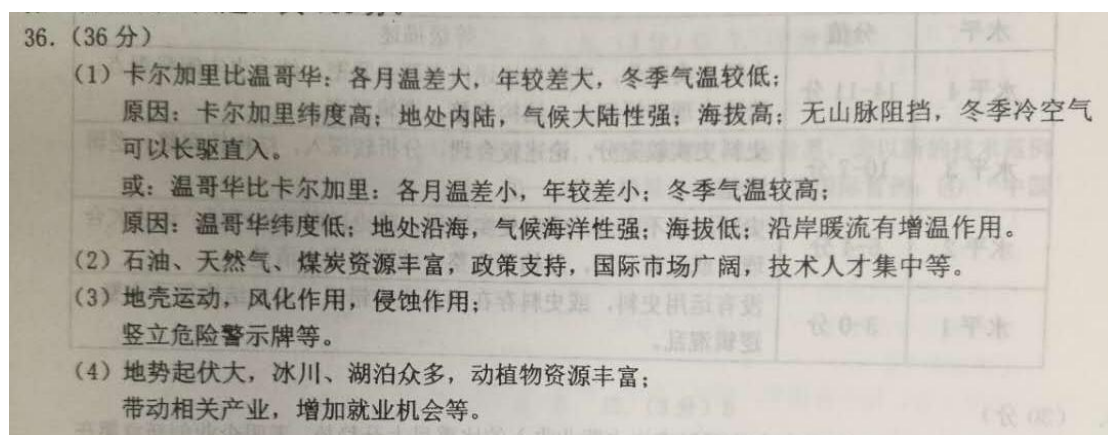 36.（36 分）
（1）卡尔加里比温哥华：各月温差大，年较差大，冬季气温较低；
原因：卡尔加里纬度高；地处内陆，气候大陆性强；海拔高；无山脉阻挡，冬季冷空气
可以长驱直入。
或：温哥华比卡尔加里：各月温差小，年较差小；冬季气温较高；
原因：温哥华纬度低；地处沿海，气候海洋性强；海拔低；沿岸暖流有增温作用。
（2）石油、天然气、煤炭资源丰富，政策支持，国际市场广阔，技术人才集中等。
（3）地壳运动，风化作用，侵蚀作用；
竖立危险警示牌等。
（4）地势起伏大，冰川、湖泊众多，动植物资源丰富；
带动相关产业，增加就业机会等。